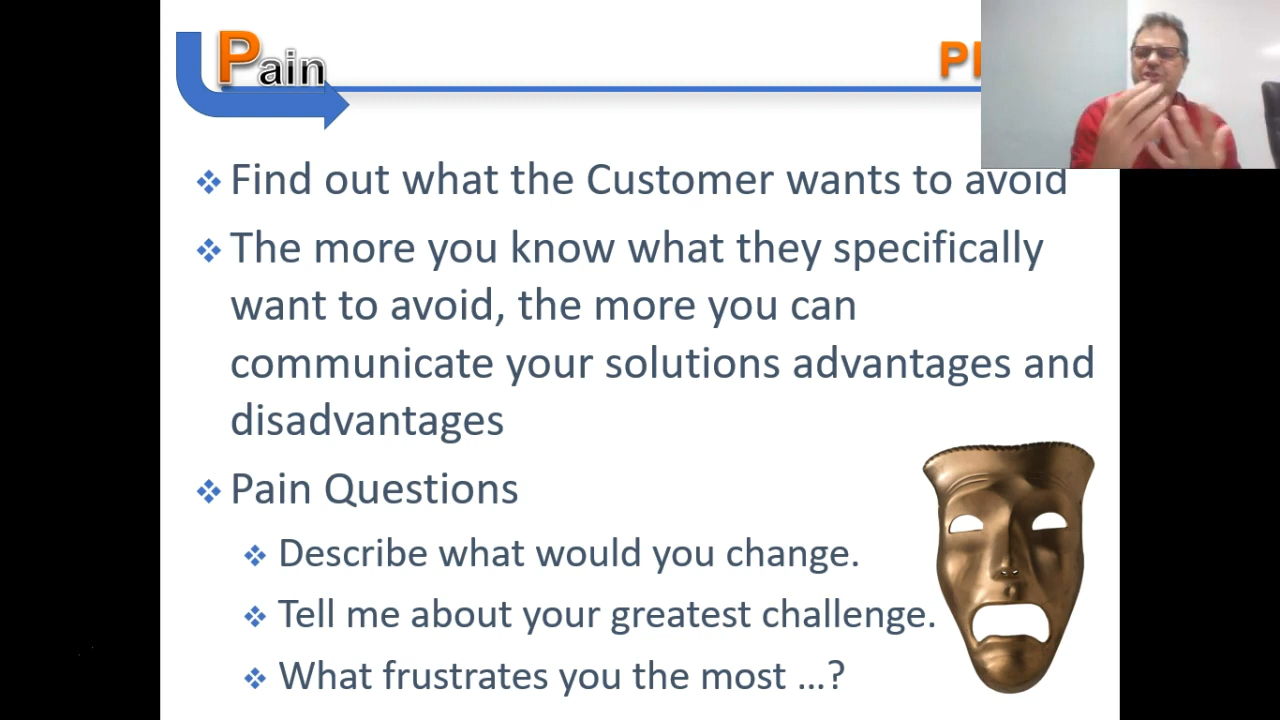 Pain
Find out what the Customer wants to avoid
The more you know what they specifically
want to avoid, the more you can
communicate your solutions advantages and
disadvantages
Pain Questions
Describe what would you change.
Tell me about your greatest challenge.
What frustrates you the most ...?